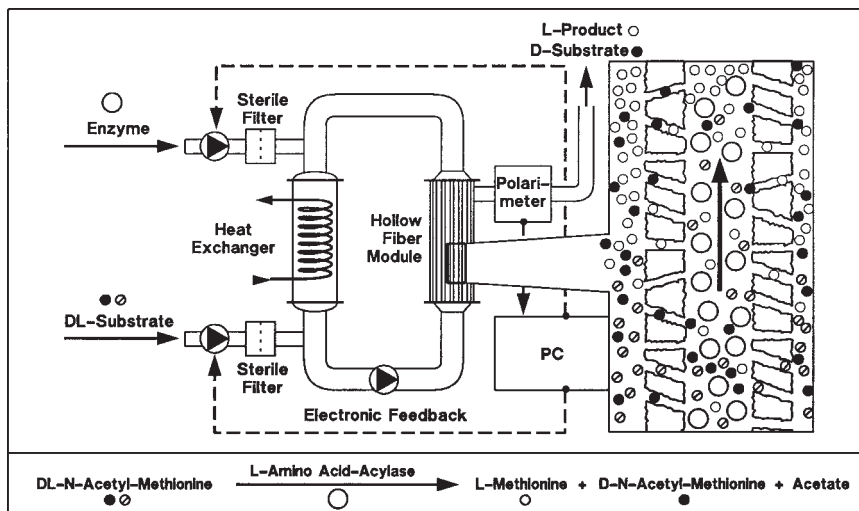 L-Product
D-Substrate
Enzyme
Sterile
Filter
Polari-
meter
Heat
Exchanger
Hollow
Fiber
Module
DL-Substrate
Sterile
Filter
PC
Electronic Feedback
L-Amino Acid-Acylase
DL-N-Acetyl-Methionine
L-Methionine + D-N-Acetyl-Methionine + Acetate